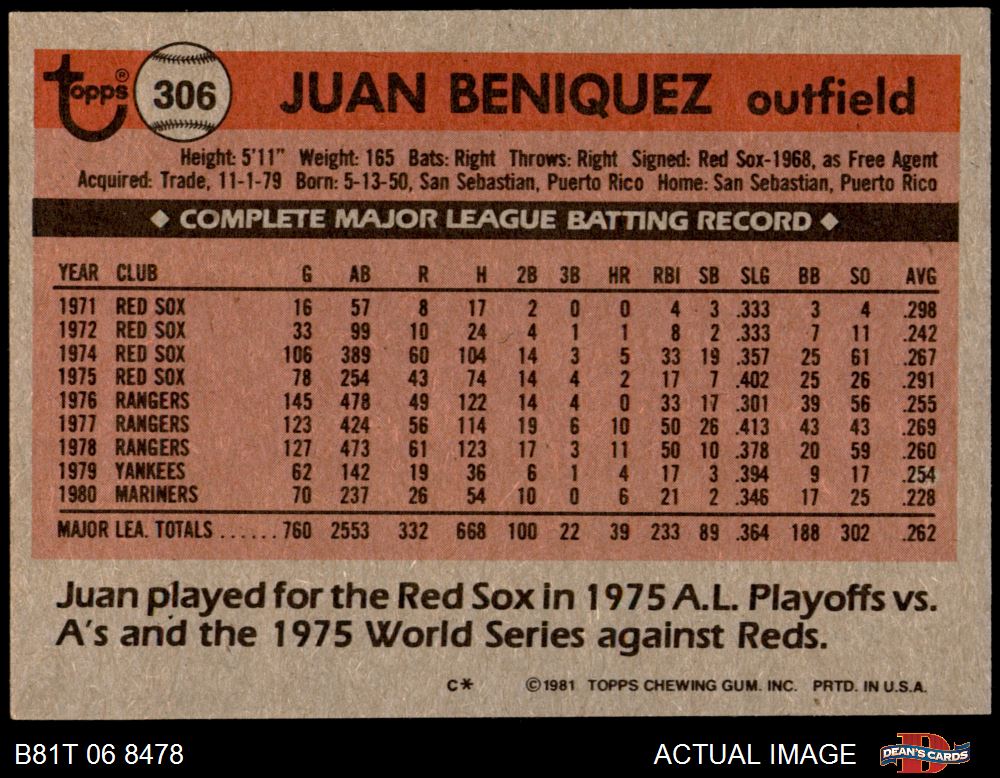 topps® 306 JUAN BENIQUEZ outfield
Height: 5'11" Weight: 165 Bats: Right Throws: Right Signed: Red Sox-1968, as Free Agent
Acquired: Trade, 11-1-79 Born: 5-13-50, San Sebastian, Puerto Rico Home: San Sebastian, Puerto Rico
◆ COMPLETE MAJOR LEAGUE BATTING RECORD ◆
YEAR CLUB G AB R H 2B 3B HR RBI SB SLG BB SO AVG
1971 RED SOX 16 57 8 17 2 0 0 4 3 .333 3 4 .298
1972 RED SOX 33 99 10 24 4 1 1 8 2 .333 7 11 .242
1974 RED SOX 106 389 60 104 14 3 5 33 19 .357 25 61 .267
1975 RED SOX 78 254 43 74 14 4 2 17 7 .402 25 26 .291
1976 RANGERS 145 478 49 122 14 4 0 33 17 .301 39 56 .255
1977 RANGERS 123 424 56 114 19 6 10 50 26 .413 43 43 .269
1978 RANGERS 127 473 61 123 17 3 11 50 10 .378 20 59 .260
1979 YANKEES 62 142 19 36 6 1 4 17 3 .394 9 17 .254
1980 MARINERS 70 237 26 54 10 0 6 21 2 .346 17 25 .228
MAJOR LEA. TOTALS ......760 2553 332 668 100 22 39 233 89 .364 188 302 .262
Juan played for the Red Sox in 1975 A.L. Playoffs vs.
A's and the 1975 World Series against Reds.
C* ©1981 TOPPS CHEWING GUM. INC. PRTD. IN U.S.A.
B81T 06 8478 ACTUAL IMAGE DEAN'S CARDS